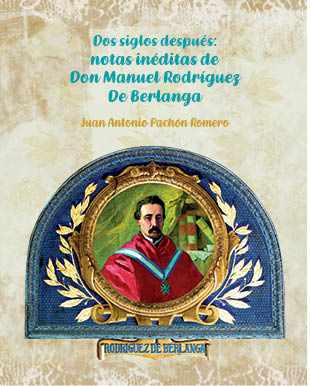 Dos siglos después:
notas inéditas de
Don Manuel Rodríguez
De Berlanga
Juan Antonio Pachón Romero
RODRIGUEZ DE BERLANGA